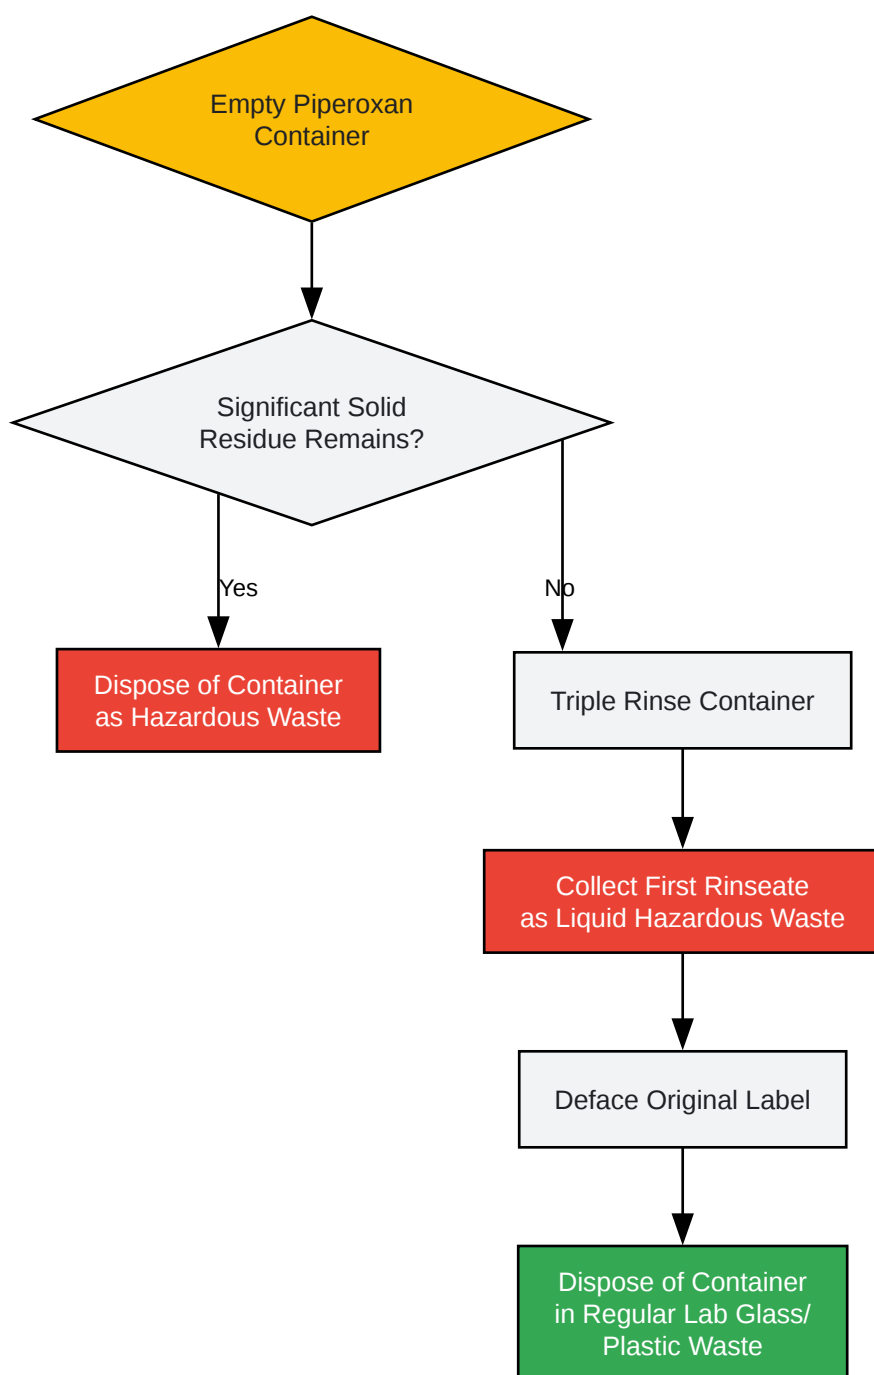 Empty Piperoxan
Container
Significant Solid
Residue Remains?
Yes
No
Dispose of Container
as Hazardous Waste
Triple Rinse Container
Collect First Rinseate
as Liquid Hazardous Waste
Deface Original Label
Dispose of Container
in Regular Lab Glass/
Plastic Waste